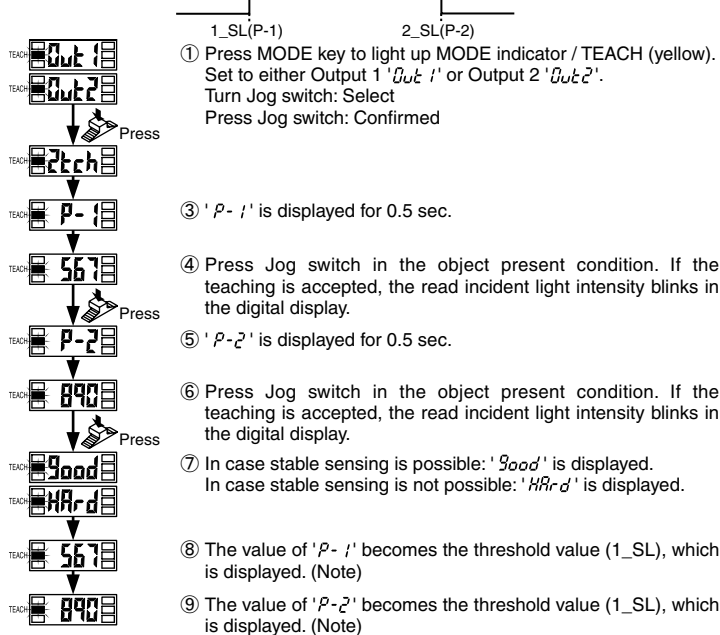 1_SL(P-1) 2_SL(P-2)
TEACH Out 1
TEACH Out2
Press
TEACH 2tch
TEACH P-1
TEACH 567
Press
TEACH P-2
TEACH 890
Press
TEACH good
TEACH HArd
TEACH 567
TEACH 890
① Press MODE key to light up MODE indicator / TEACH (yellow).
Set to either Output 1 'Out 1' or Output 2 'Out2'.
Turn Jog switch: Select
Press Jog switch: Confirmed
③ 'P-1' is displayed for 0.5 sec.
④ Press Jog switch in the object present condition. If the
teaching is accepted, the read incident light intensity blinks in
the digital display.
⑤ 'P-2' is displayed for 0.5 sec.
⑥ Press Jog switch in the object present condition. If the
teaching is accepted, the read incident light intensity blinks in
the digital display.
⑦ In case stable sensing is possible: 'good' is displayed.
In case stable sensing is not possible: 'HArd' is displayed.
⑧ The value of 'P-1' becomes the threshold value (1_SL), which
is displayed. (Note)
⑨ The value of 'P-2' becomes the threshold value (1_SL), which
is displayed. (Note)